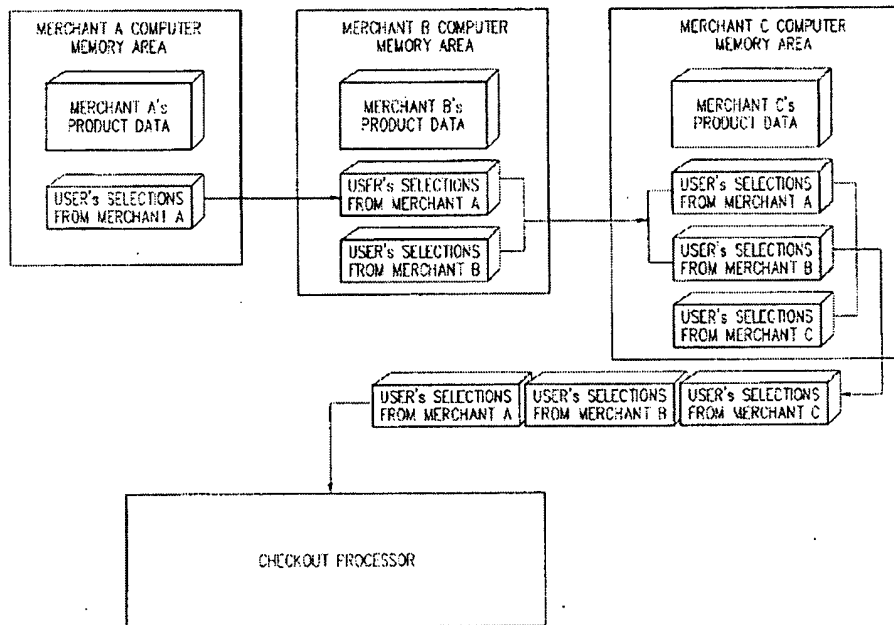 MERCHANT A COMPUTER
MEMORY AREA
MERCHANT A's
PRODUCT DATA
USER's SELECTIONS
FROM MERCHANT A
MERCHANT B COMPUTER
MEMORY AREA
MERCHANT B's
PRODUCT DATA
USER's SELECTIONS
FROM MERCHANT A
USER's SELECTIONS
FROM MERCHANT B
MERCHANT C COMPUTER
MEMORY AREA
MERCHANT C's
PRODUCT DATA
USER's SELECTIONS
FROM MERCHANT A
USER's SELECTIONS
FROM MERCHANT B
USER's SELECTIONS
FROM MERCHANT C
USER's SELECTIONS
FROM MERCHANT A
USER's SELECTIONS
FROM MERCHANT B
USER's SELECTIONS
FROM MERCHANT C
CHECKOUT PROCESSOR